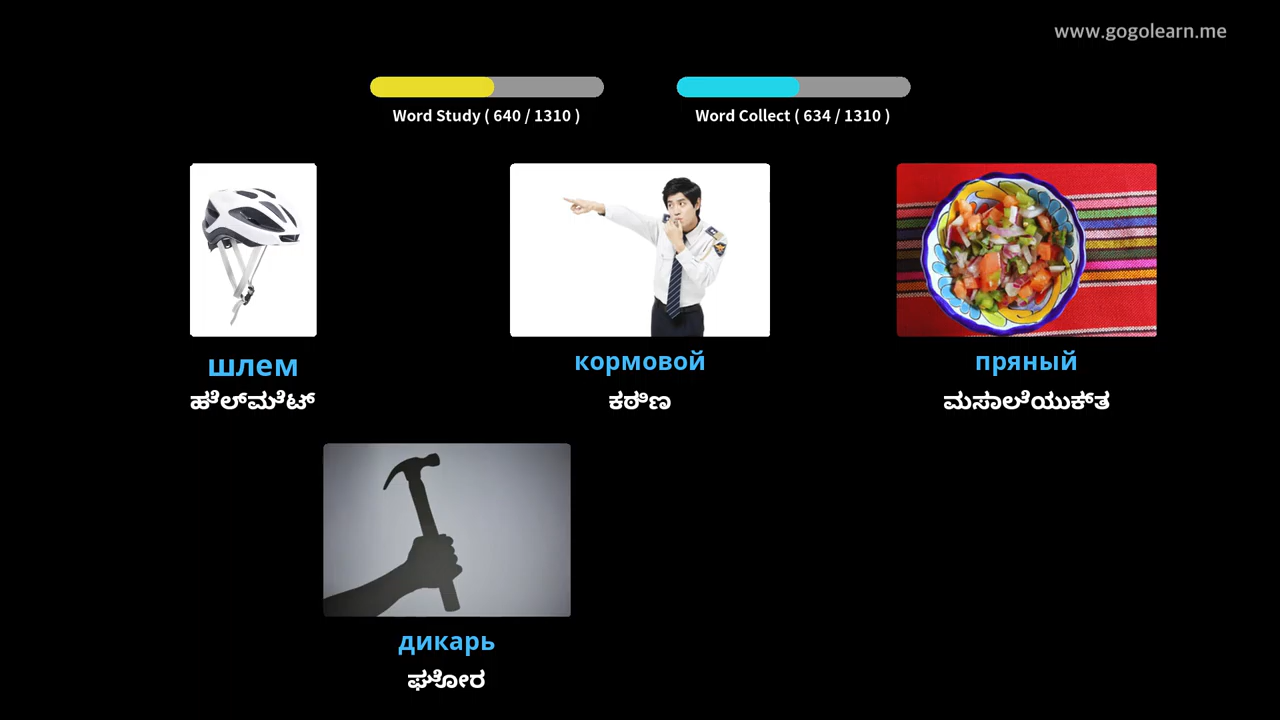 www.gogolearn.me
Word Study ( 640 / 1310 )
Word Collect ( 634 / 1310 )
шлем
ಹೆಲ್ಮೆಟ್
кормовой
ಕಠಿಣ
пряный
ಮಸಾಲೆಯುಕ್ತ
дикарь
ಘೋರ